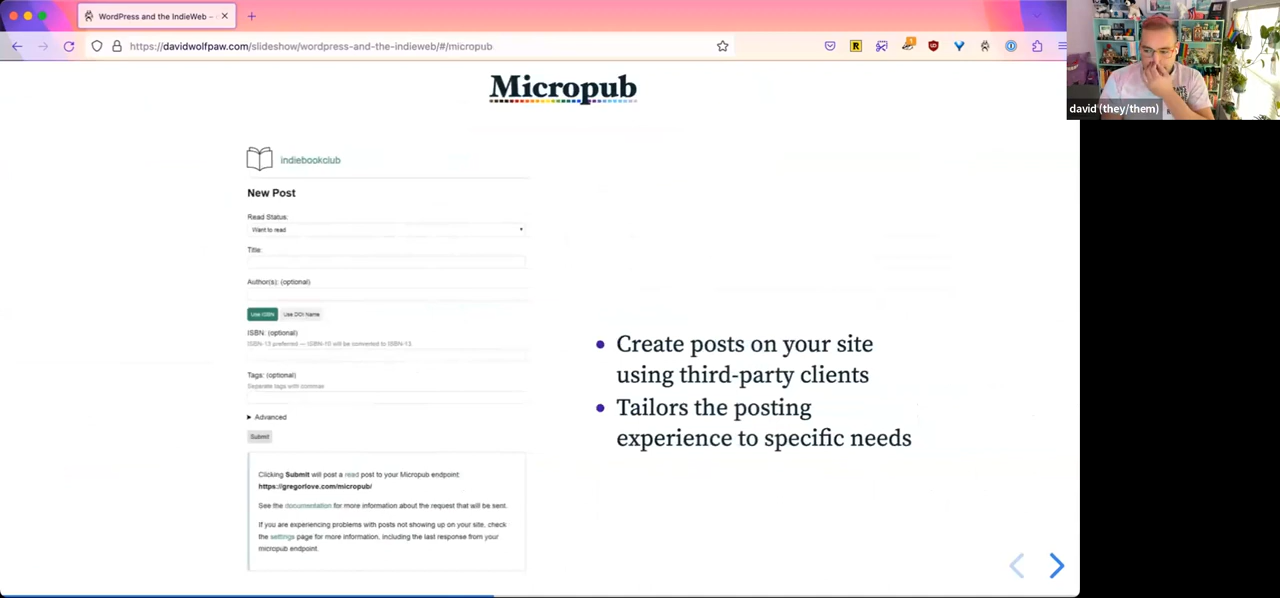 WordPress and the IndieWeb –
https://davidwolfpaw.com/slideshow/wordpress-and-the-indieweb/#/micropub
david (they/them)
Micropub
indiebookclub
New Post
Read Status:
Want to read
Title:
Author(s): (optional)
Use ISBN Use DOI Name
ISBN: (optional)
ISBN-13 preferred — ISBN-10 will be converted to ISBN-13.
Tags: (optional)
Separate tags with commas
Advanced
Submit
Clicking Submit will post a read post to your Micropub endpoint:
https://gregorlove.com/micropub/
See the documentation for more information about the request that will be sent.
If you are experiencing problems with posts not showing up on your site, check
the settings page for more information, including the last response from your
micropub endpoint.
• Create posts on your site
using third-party clients
• Tailors the posting
experience to specific needs